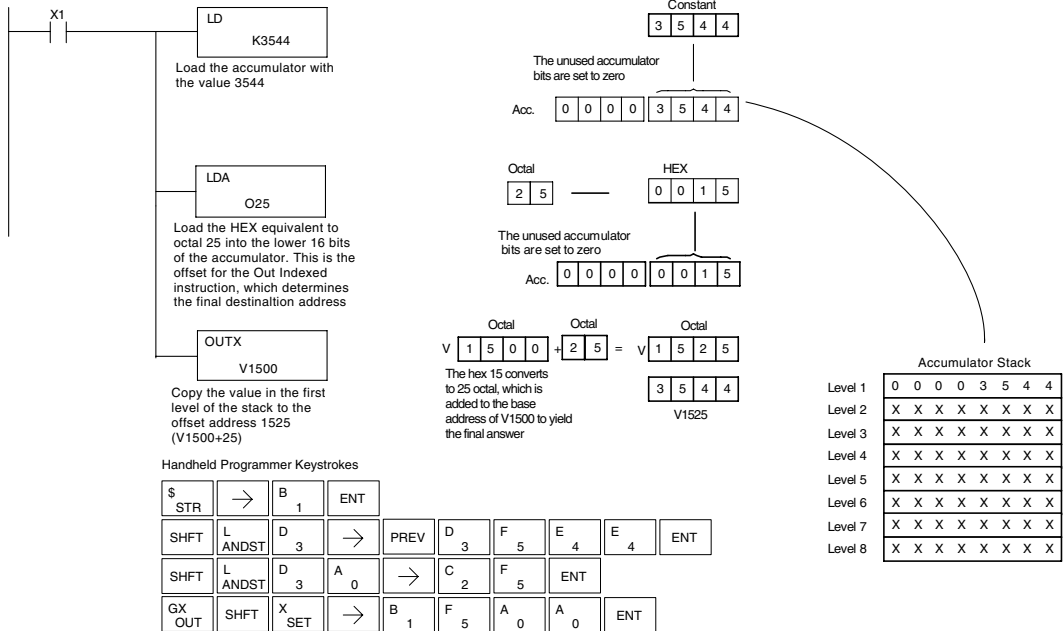 X1
LD
K3544
Load the accumulator with
the value 3544
LDA
O25
Load the HEX equivalent to
octal 25 into the lower 16 bits
of the accumulator. This is the
offset for the Out Indexed
instruction, which determines
the final destinaltion address
OUTX
V1500
Copy the value in the first
level of the stack to the
offset address 1525
(V1500+25)
Constant
3 5 4 4
The unused accumulator
bits are set to zero
Acc. 0 0 0 0 3 5 4 4
Octal HEX
2 5 0 0 1 5
The unused accumulator
bits are set to zero
Acc. 0 0 0 0 0 0 1 5
Octal Octal Octal
V 1 5 0 0 + 2 5 = V 1 5 2 5
The hex 15 converts
to 25 octal, which is
added to the base
address of V1500 to yield
the final answer
3 5 4 4
V1525
Accumulator Stack
Level 1 0 0 0 0 3 5 4 4
Level 2 X X X X X X X X
Level 3 X X X X X X X X
Level 4 X X X X X X X X
Level 5 X X X X X X X X
Level 6 X X X X X X X X
Level 7 X X X X X X X X
Level 8 X X X X X X X X
Handheld Programmer Keystrokes
$ STR → B 1 ENT
SHFT L ANDST D 3 → PREV D 3 F 5 E 4 E 4 ENT
SHFT L ANDST D 3 A 0 → C 2 F 5 ENT
GX OUT SHFT X SET → B 1 F 5 A 0 A 0 ENT